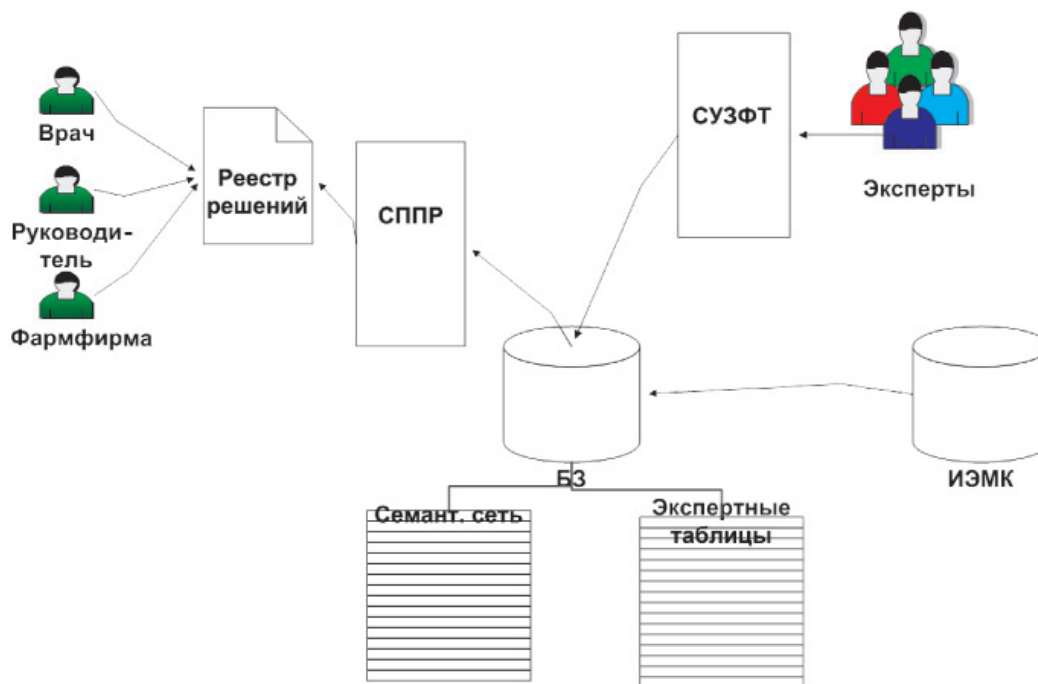 Врач
Руководи-
тель
Фармфирма
Реестр
решений
СППР
СУЗФТ
Эксперты
БЗ
ИЭМК
Семант. сеть
Экспертные
таблицы